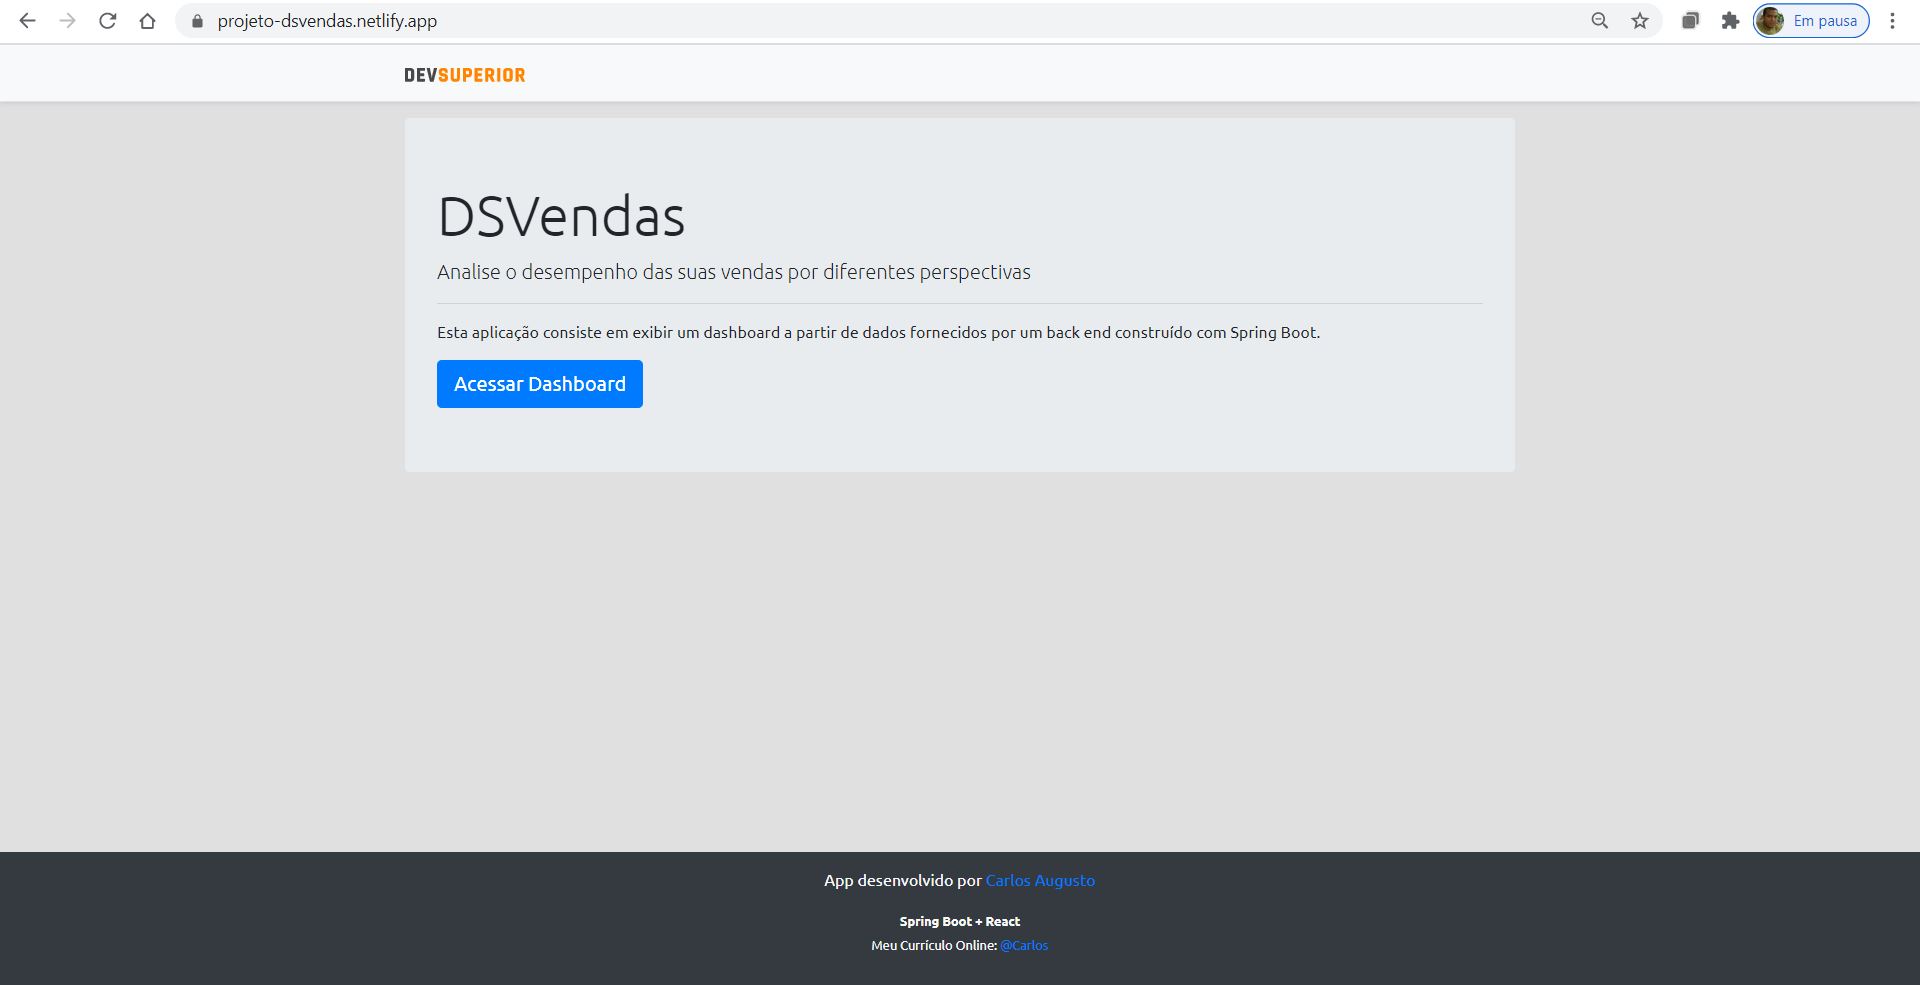 projeto-dsvendas.netlify.app
Em pausa
DEVSUPERIOR
DSVendas
Analise o desempenho das suas vendas por diferentes perspectivas
Esta aplicação consiste em exibir um dashboard a partir de dados fornecidos por um back end construído com Spring Boot.
Acessar Dashboard
App desenvolvido por Carlos Augusto
Spring Boot + React
Meu Currículo Online: @Carlos